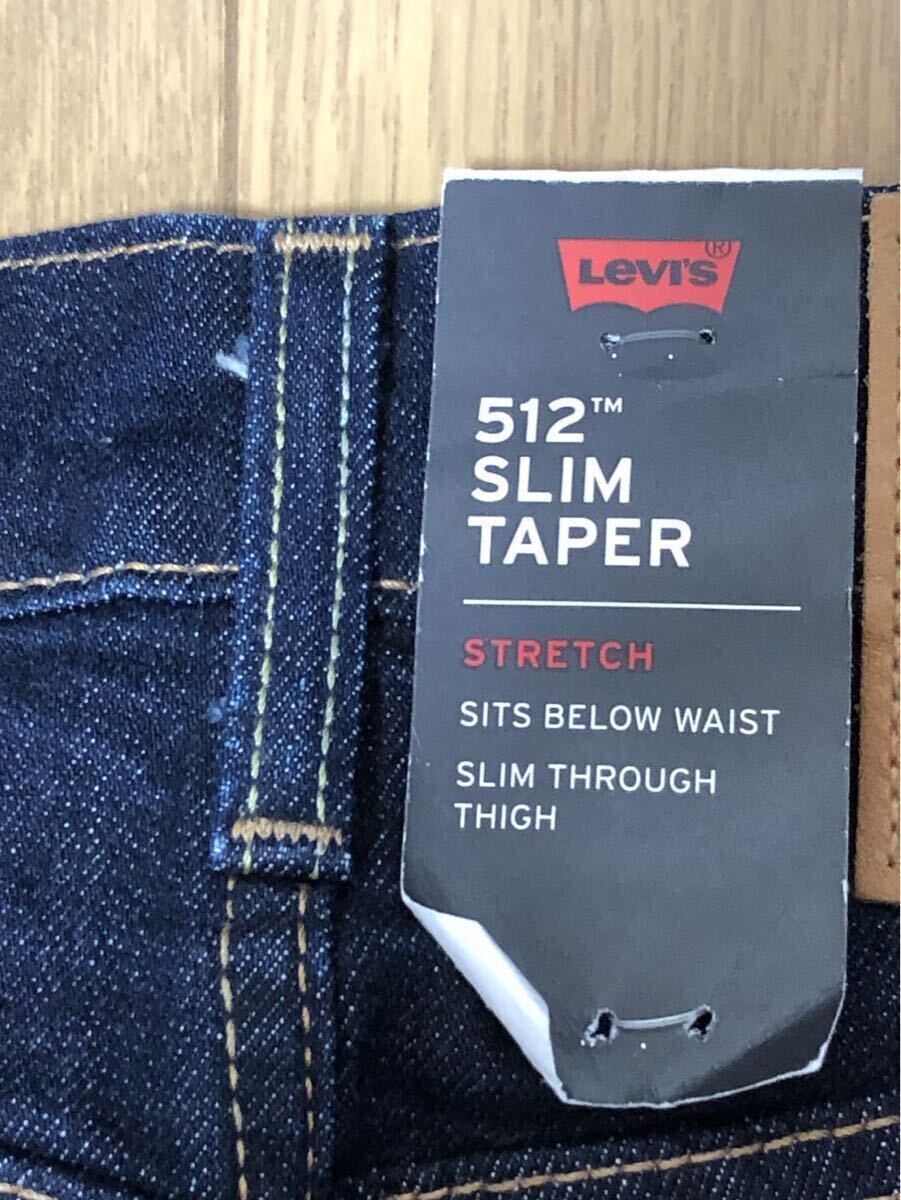 LEVI'S®
512™
SLIM
TAPER
STRETCH
SITS BELOW WAIST
SLIM THROUGH
THIGH